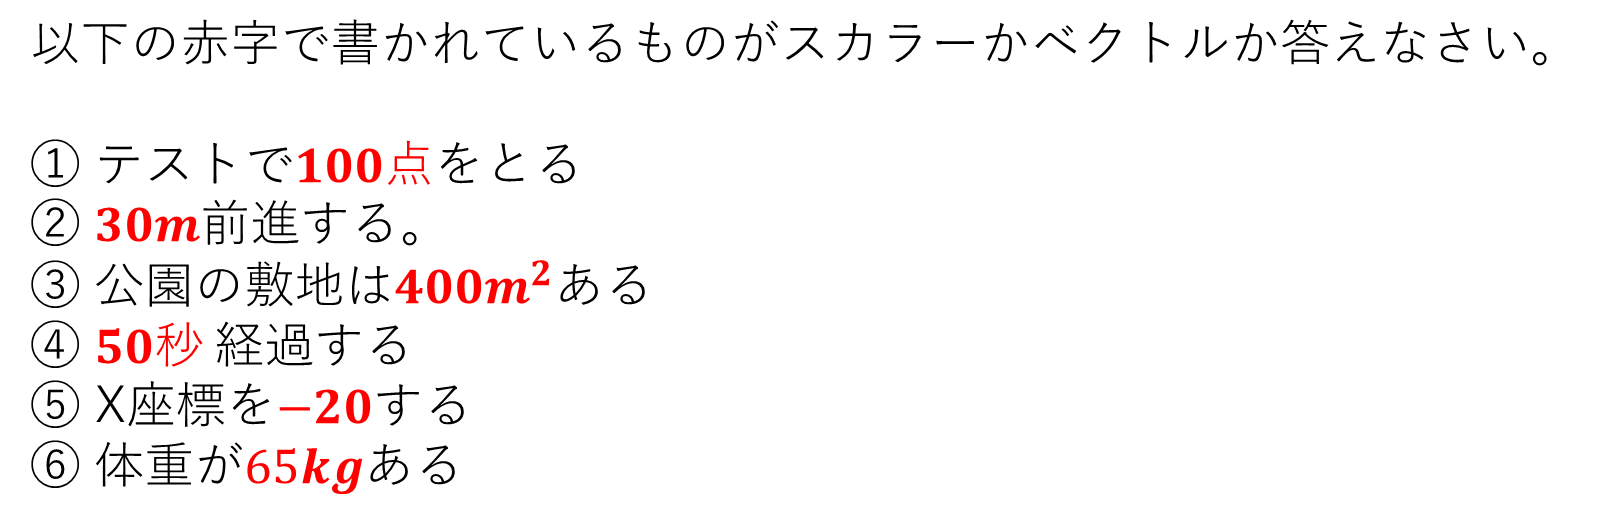 以下の赤字で書かれているものがスカラーかベクトルか答えなさい。
① テストで100点をとる
② 30m前進する。
③ 公園の敷地は400m²ある
④ 50秒 経過する
⑤ X座標を−20する
⑥ 体重が65kgある